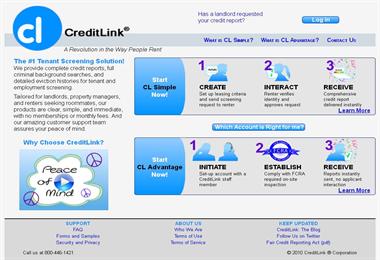 cl
CreditLink®
A Revolution in the Way People Rent
Has a landlord requested
your credit report?
Log in
What is CL Simple?
What is CL Advantage?
Contact Us
The #1 Tenant Screening Solution!
We provide complete credit reports, full
criminal background searches, and
detailed eviction histories for tenant and
employment screening.
Tailored for landlords, property managers,
and renters seeking roommates, our
products are clear, simple, and immediate,
with no memberships or monthly fees. And
our amazing customer support team
assures your peace of mind.
Why Choose CreditLink?
Peace
of
Mind
Start
CL Simple
Now!
1
CREATE
Set up leasing criteria and
send screening request
to renter
2
INTERACT
Renter verifies
identity and
approves request
3
RECEIVE
Comprehensive
credit report
delivered instantly
Learn More
Which Account is Right for me?
Start
CL Advantage
Now!
1
INITIATE
Set-up account with a
CreditLink staff
member
2
FCRA
ESTABLISH
Comply with FCRA
required on-site
inspection
3
RECEIVE
Reports instantly
sent, no applicant
interaction
Learn More
SUPPORT
FAQ
Forms and Samples
Security and Privacy
ABOUT US
Who We Are
Terms of Use
Terms of Service
KEEP UPDATED
CreditLink: The Blog
Follow Us on Twitter
Fair Credit Reporting Act (pdf)
Call us at 800-445-1421
© 2010 CreditLink ® Corporation